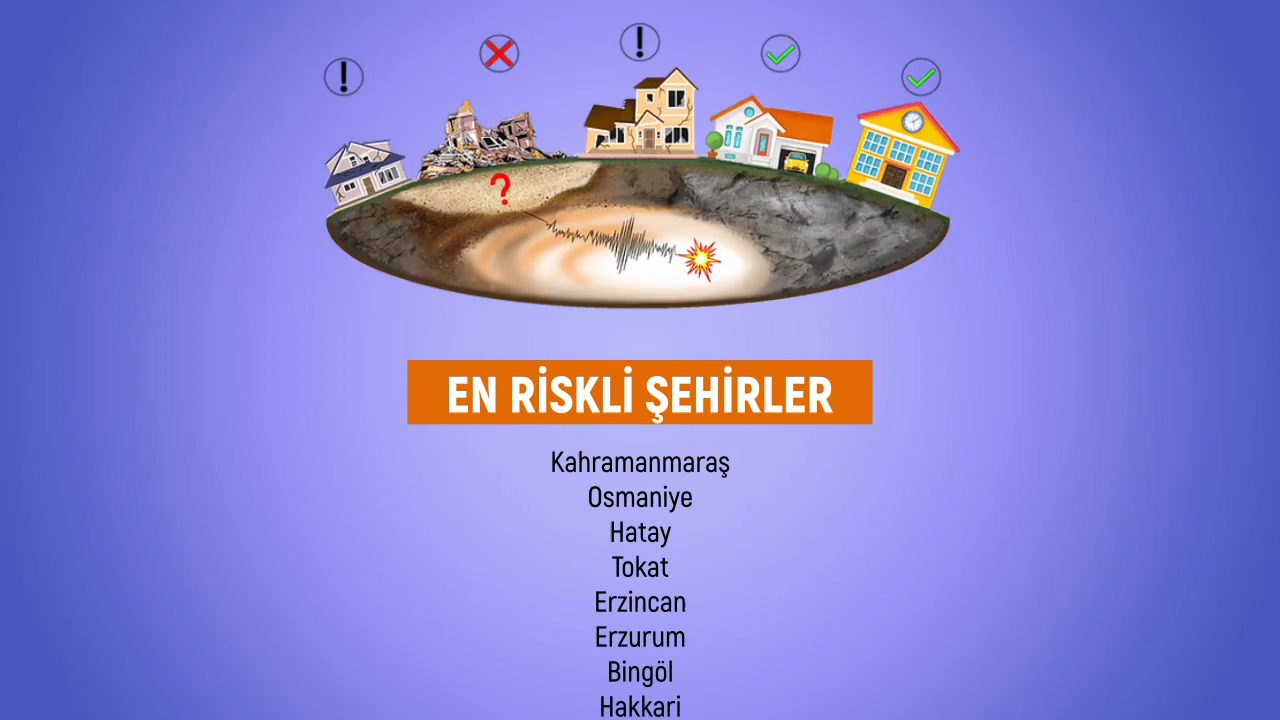 ?
EN RİSKLİ ŞEHİRLER
Kahramanmaraş
Osmaniye
Hatay
Tokat
Erzincan
Erzurum
Bingöl
Hakkari